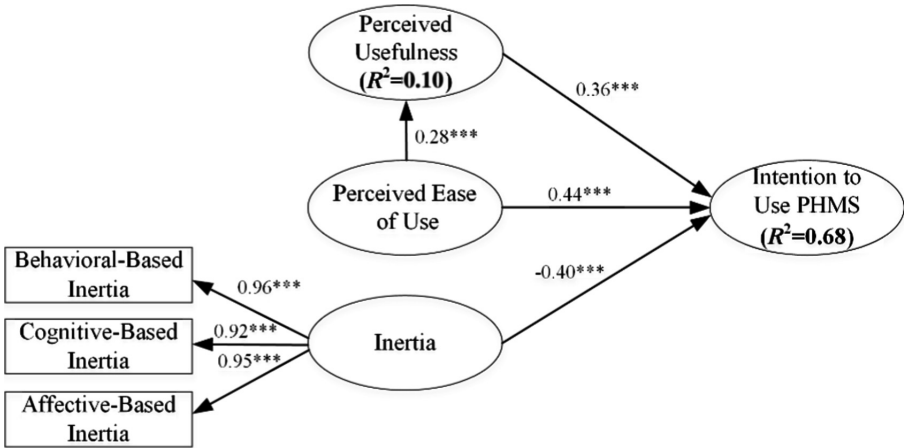 Perceived
Usefulness
(R²=0.10)
0.36***
0.28***
Perceived Ease
of Use
0.44***
Intention to
Use PHMS
(R²=0.68)
-0.40***
Behavioral-Based
Inertia
0.96***
Cognitive-Based
Inertia
0.92***
Inertia
0.95***
Affective-Based
Inertia